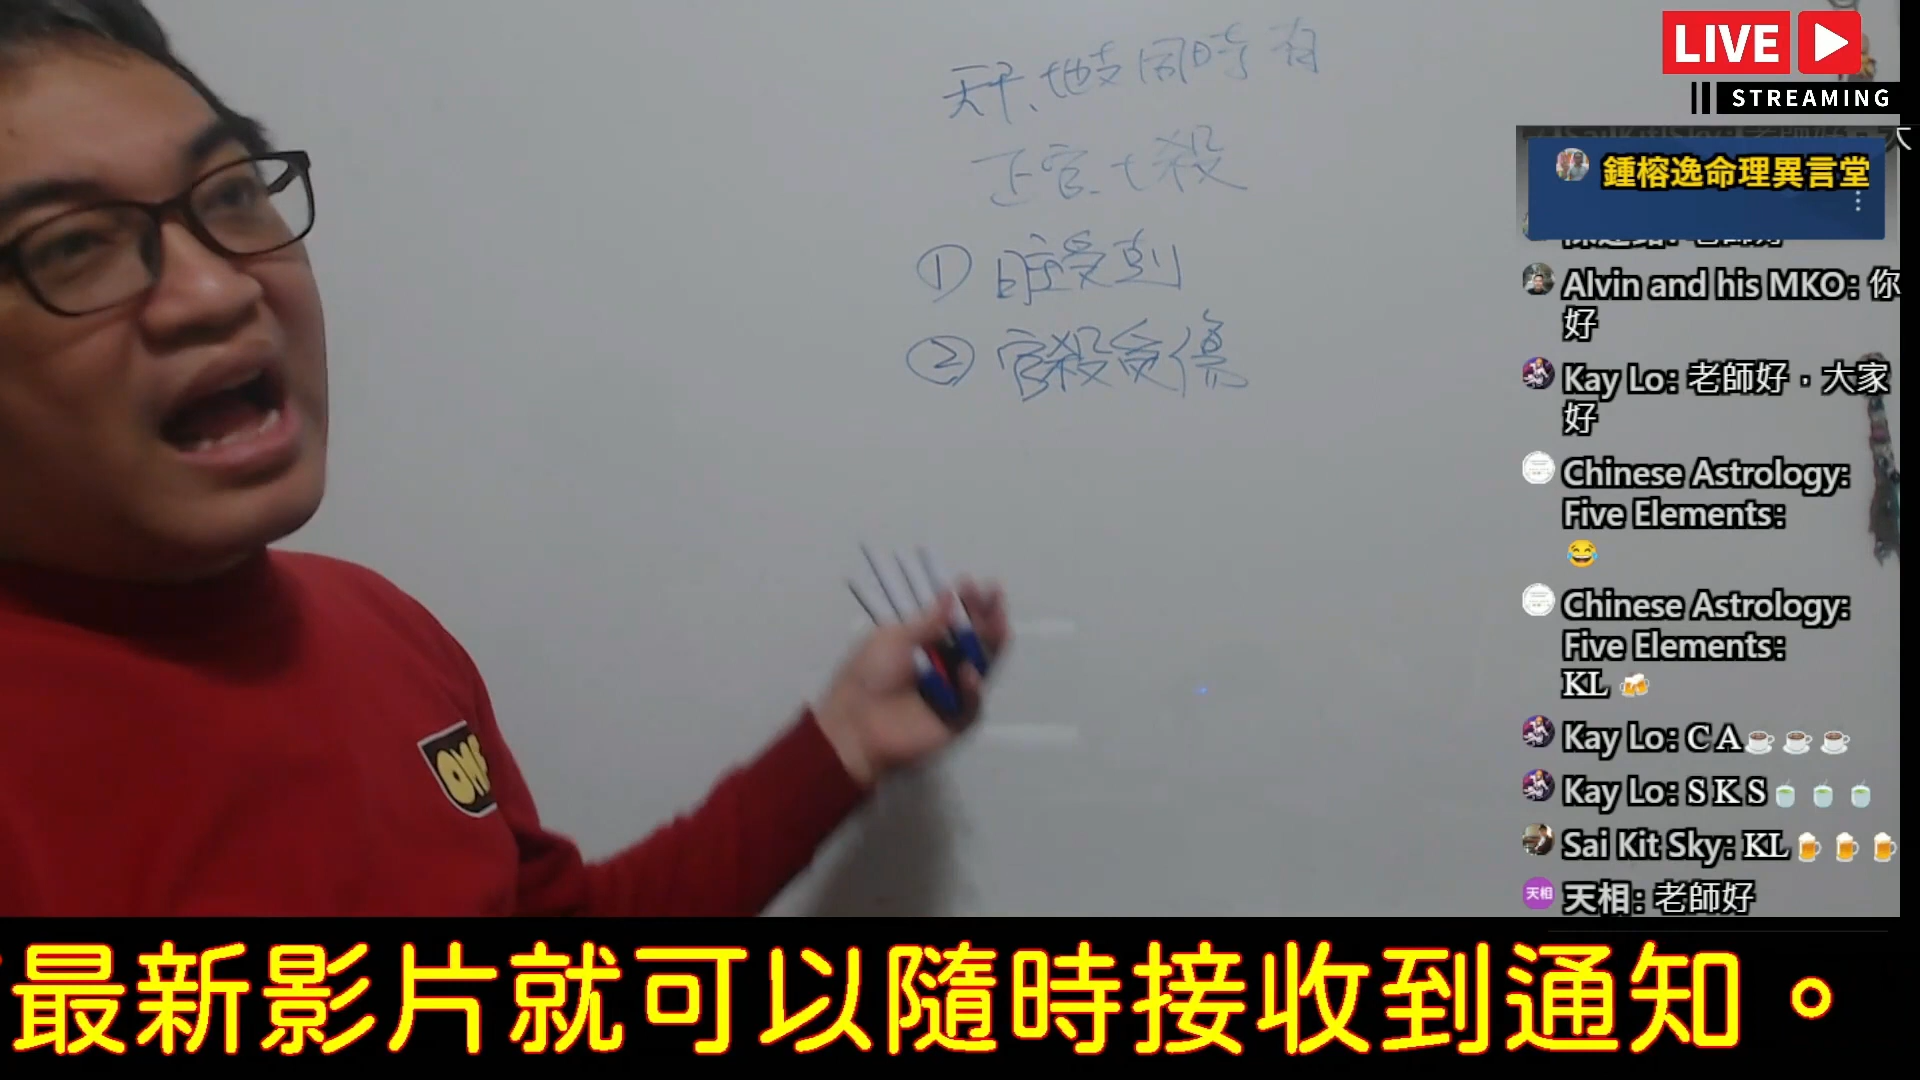 天干、地支同時有
正官七殺
① 日主受剋
② 官殺受傷
LIVE
STREAMING
鍾榕逸命理異言堂
Alvin and his MKO: 你
好
Kay Lo: 老師好，大家
好
Chinese Astrology:
Five Elements:
😂
Chinese Astrology:
Five Elements:
KL 🍻
Kay Lo: C A☕ ☕ ☕
Kay Lo: S K S🍵 🍵 🍵
Sai Kit Sky: KL🍺 🍺 🍺
天相 天相: 老師好
最新影片就可以隨時接收到通知。